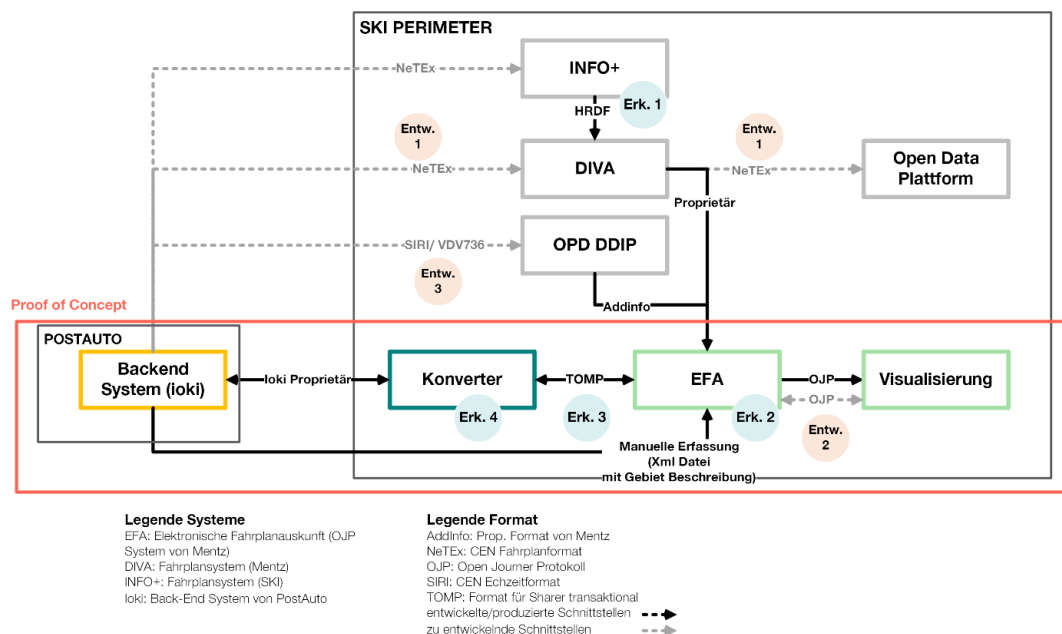 SKI PERIMETER
INFO+
NeTEx
Erk. 1
HRDF
Entw.
1
Entw.
1
DIVA
Open Data
Plattform
NeTEx
NeTEx
Proprietär
OPD DDIP
SIRI/ VDV736
Entw.
3
Addinfo
Proof of Concept
POSTAUTO
Backend
System (ioki)
Ioki Proprietär
Konverter
TOMP
EFA
OJP
Visualisierung
OJP
Erk. 4
Erk. 3
Erk. 2
Entw.
2
Manuelle Erfassung
(Xml Datei
mit Gebiet Beschreibung)
Legende Systeme
EFA: Elektronische Fahrplanauskunft (OJP
System von Mentz)
DIVA: Fahrplansystem (Mentz)
INFO+: Fahrplansystem (SKI)
Ioki: Back-End System von PostAuto
Legende Format
AddInfo: Prop. Format von Mentz
NeTEx: CEN Fahrplanformat
OJP: Open Journer Protokoll
SIRI: CEN Echzeitformat
TOMP: Format für Sharer transaktional
entwickelte/produzierte Schnittstellen
zu entwickelnde Schnittstellen